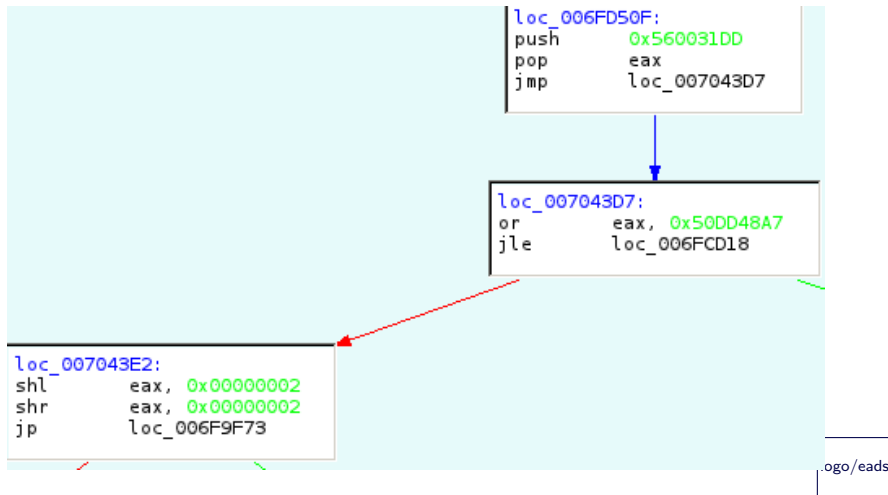 loc_006FD50F:
push 0x560031DD
pop eax
jmp loc_007043D7
loc_007043D7:
or eax, 0x50DD48A7
jle loc_006FCD18
loc_007043E2:
shl eax, 0x00000002
shr eax, 0x00000002
jp loc_006F9F73
ogo/eads